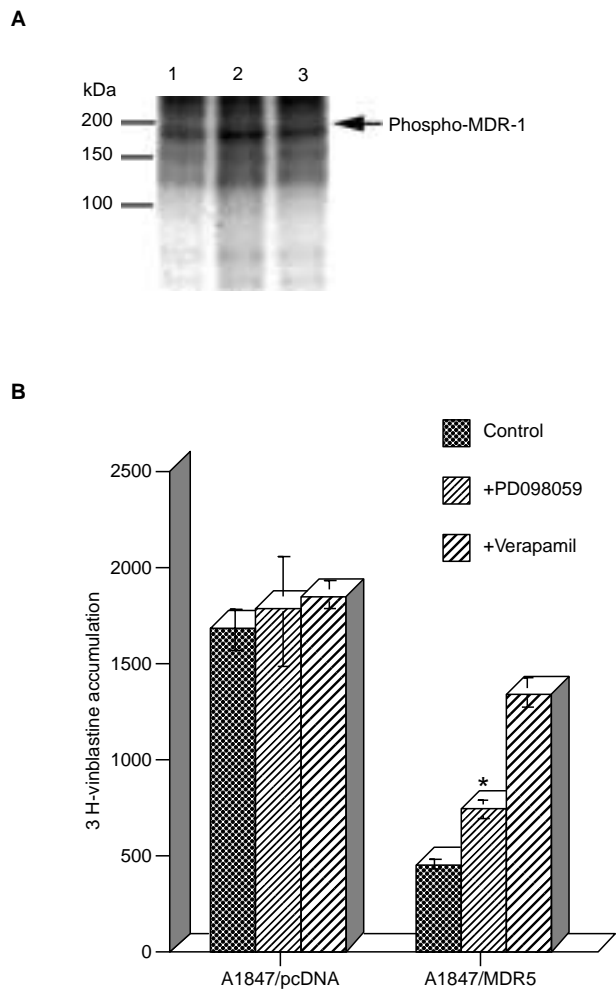 A
1 2 3
kDa
200
150
100
Phospho-MDR-1
B
Control
+PD098059
+Verapamil
2500
2000
1500
1000
500
0
3 H-vinblastine accumulation
*
A1847/pcDNA A1847/MDR5